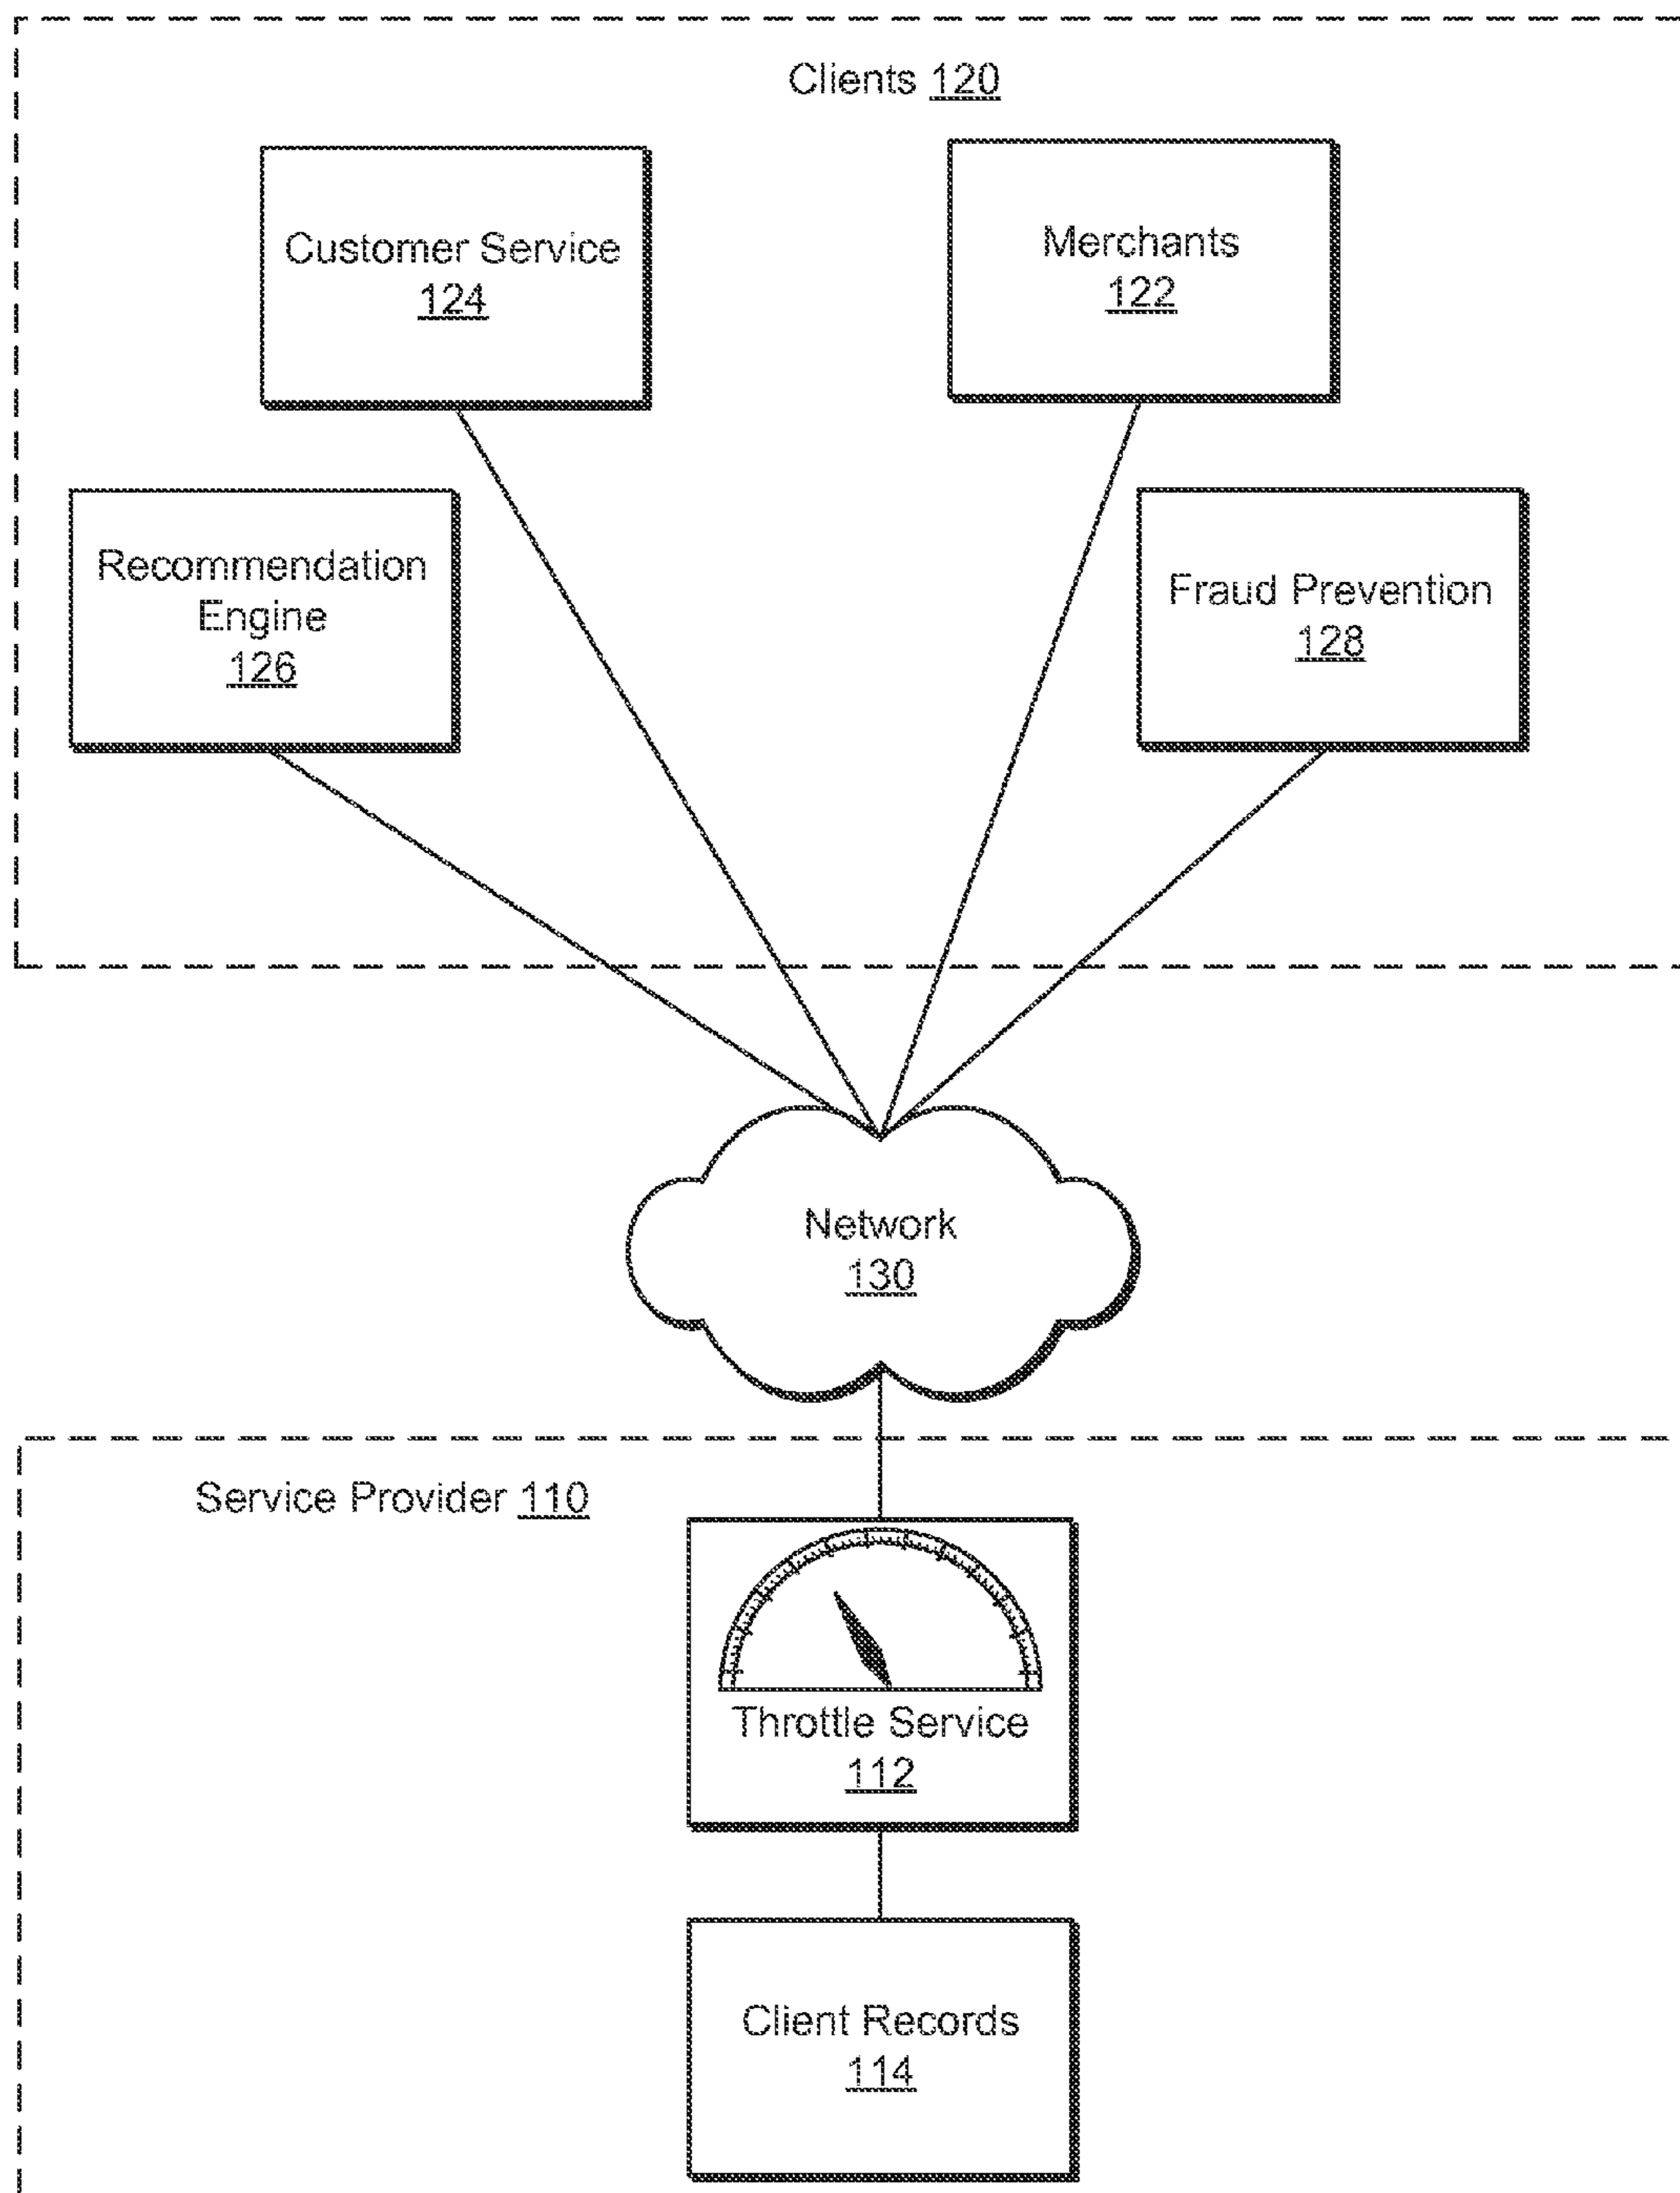 Clients 120
Customer Service
124
Merchants
122
Recommendation
Engine
126
Fraud Prevention
128
Network
130
Service Provider 110
Throttle Service
112
Client Records
114